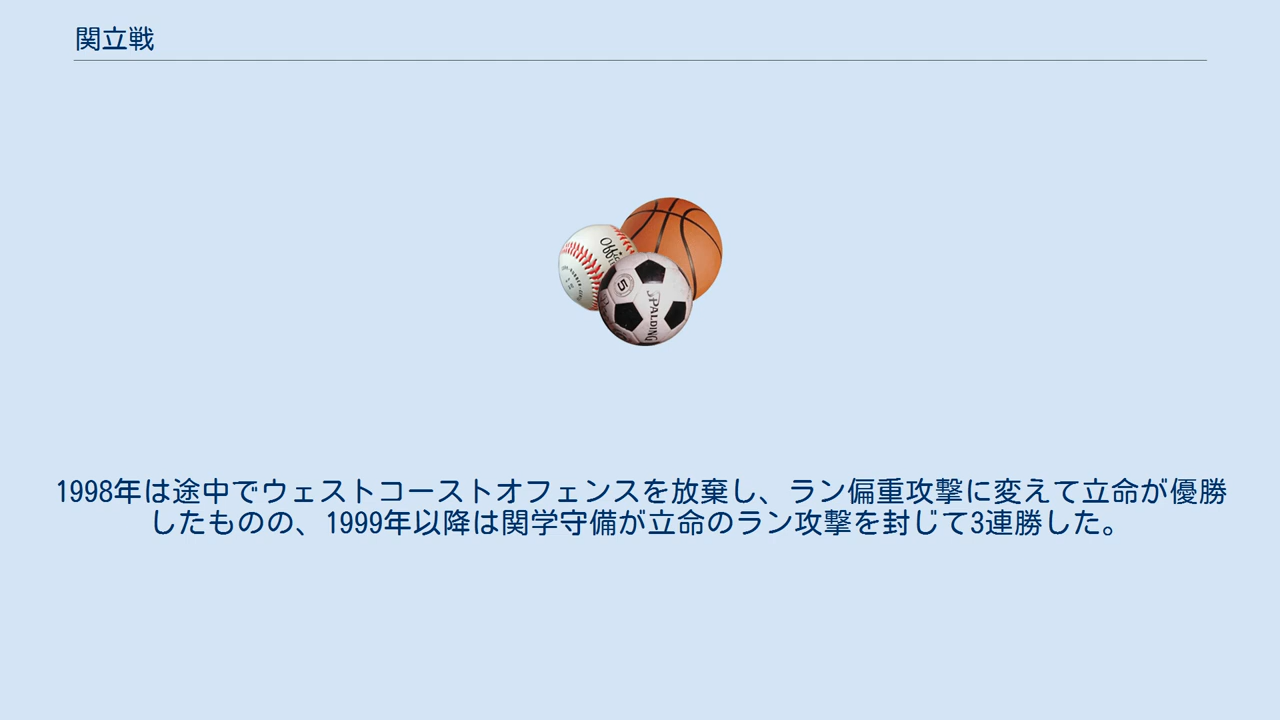 関立戦
Offici
5
SPALDING
1998年は途中でウェストコーストオフェンスを放棄し、ラン偏重攻撃に変えて立命が優勝
したものの、1999年以降は関学守備が立命のラン攻撃を封じて3連勝した。